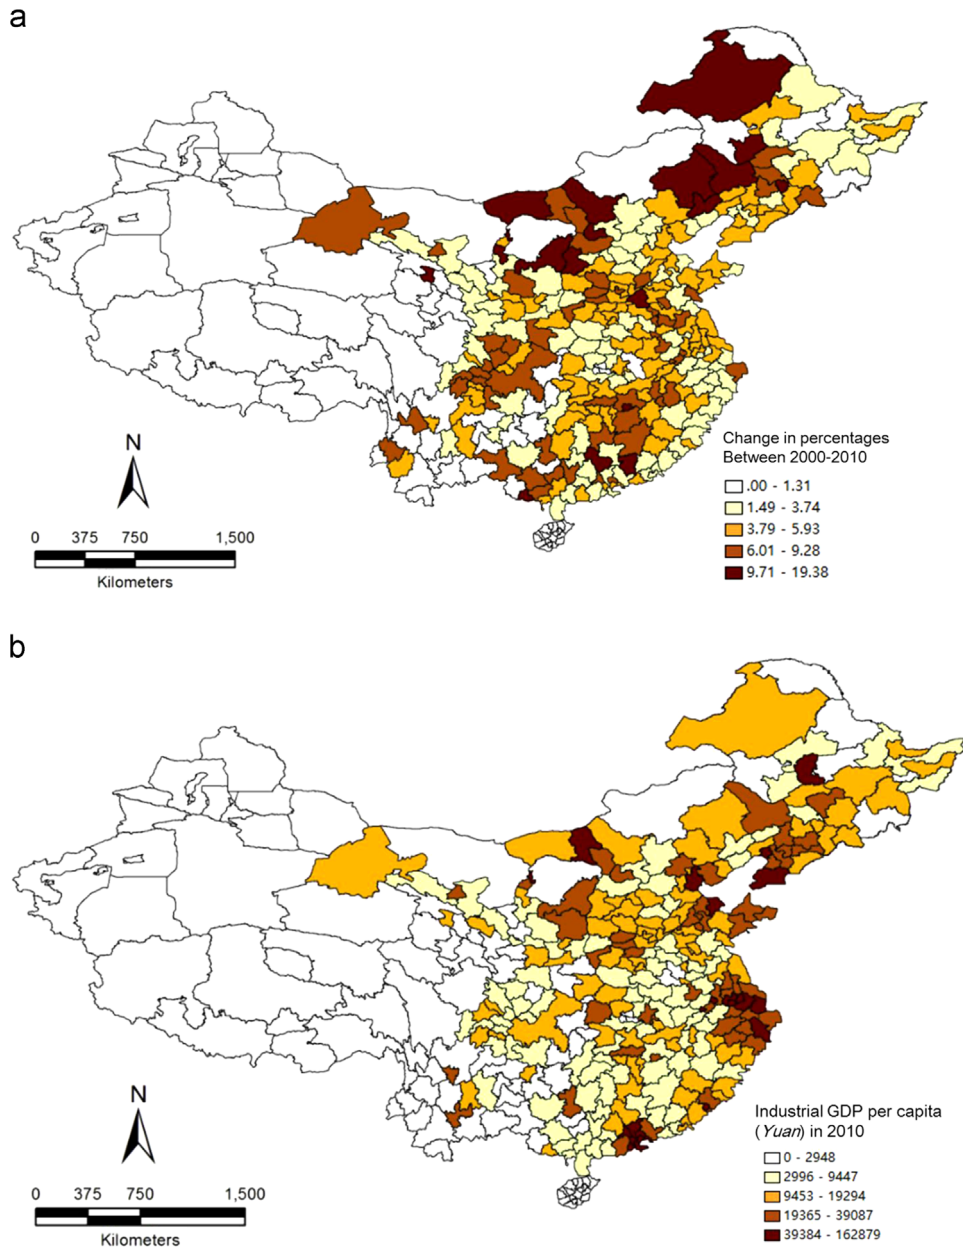 a
N
0 375 750 1,500
Kilometers
Change in percentages
Between 2000-2010
.00 - 1.31
1.49 - 3.74
3.79 - 5.93
6.01 - 9.28
9.71 - 19.38
b
N
0 375 750 1,500
Kilometers
Industrial GDP per capita
(Yuan) in 2010
0 - 2948
2996 - 9447
9453 - 19294
19365 - 39087
39384 - 162879